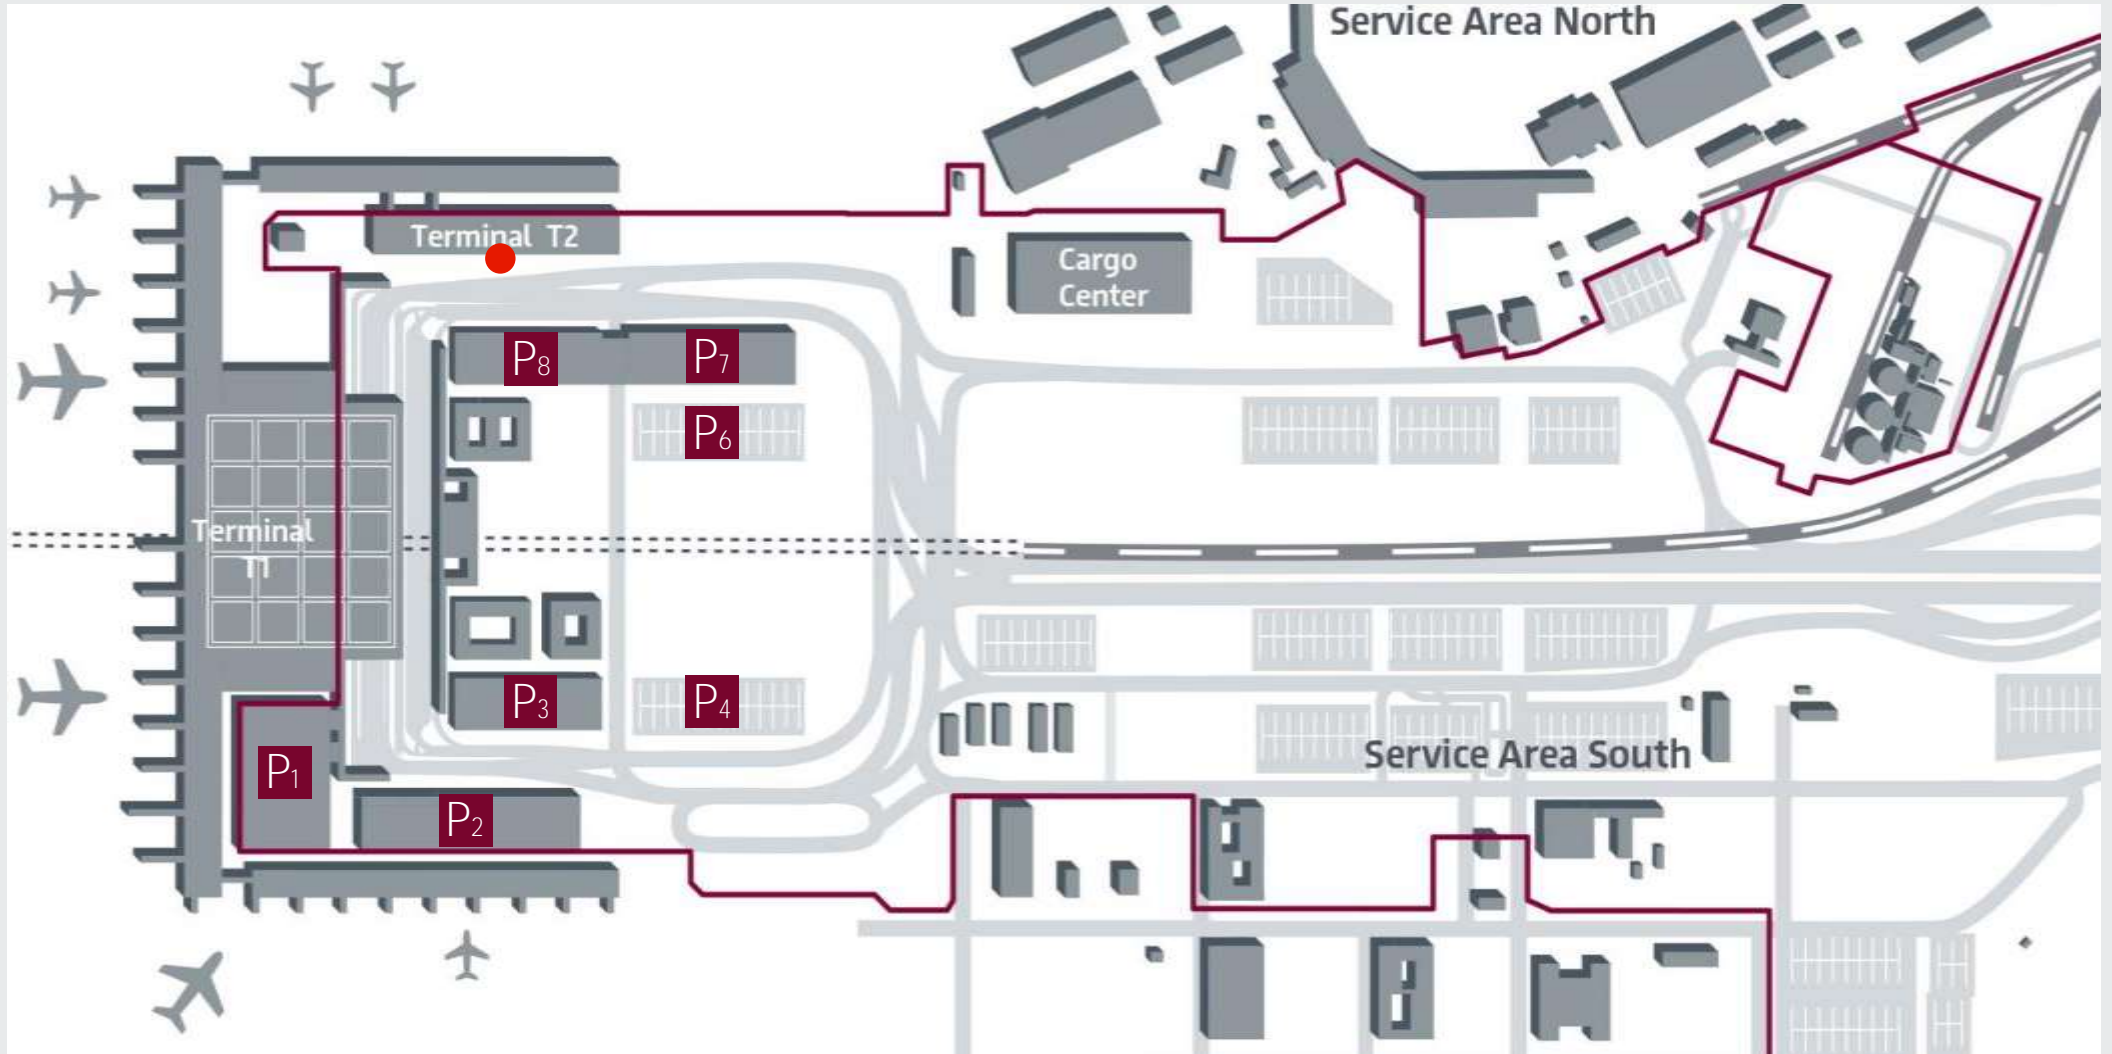 Service Area North
Terminal T2
Cargo
Center
P8
P7
P6
Terminal
T1
P3
P4
Service Area South
P1
P2